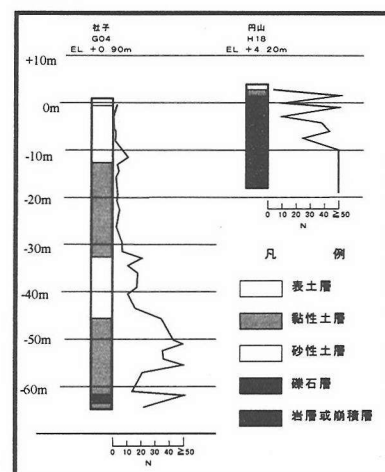 社子
G04
EL +0.90m
円山
H18
EL +4.20m
+10m
0m
-10m
-20m
-30m
-40m
-50m
-60m
0 10 20 30 40 ≧50
N
0 10 20 30 40 ≧50
N
凡 例
表土層
黏性土層
砂性土層
礫石層
岩層或崩積層